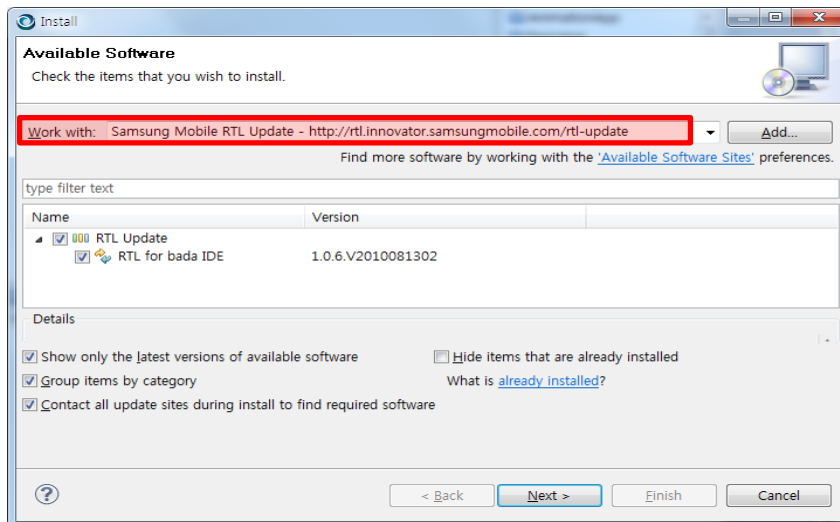 Install
Available Software
Check the items that you wish to install.
Work with: Samsung Mobile RTL Update - http://rtl.innovator.samsungmobile.com/rtl-update Add...
Find more software by working with the 'Available Software Sites' preferences.
type filter text
Name Version
RTL Update
RTL for bada IDE 1.0.6.V2010081302
Details
Show only the latest versions of available software Hide items that are already installed
Group items by category What is already installed?
Contact all update sites during install to find required software
? < Back Next > Finish Cancel